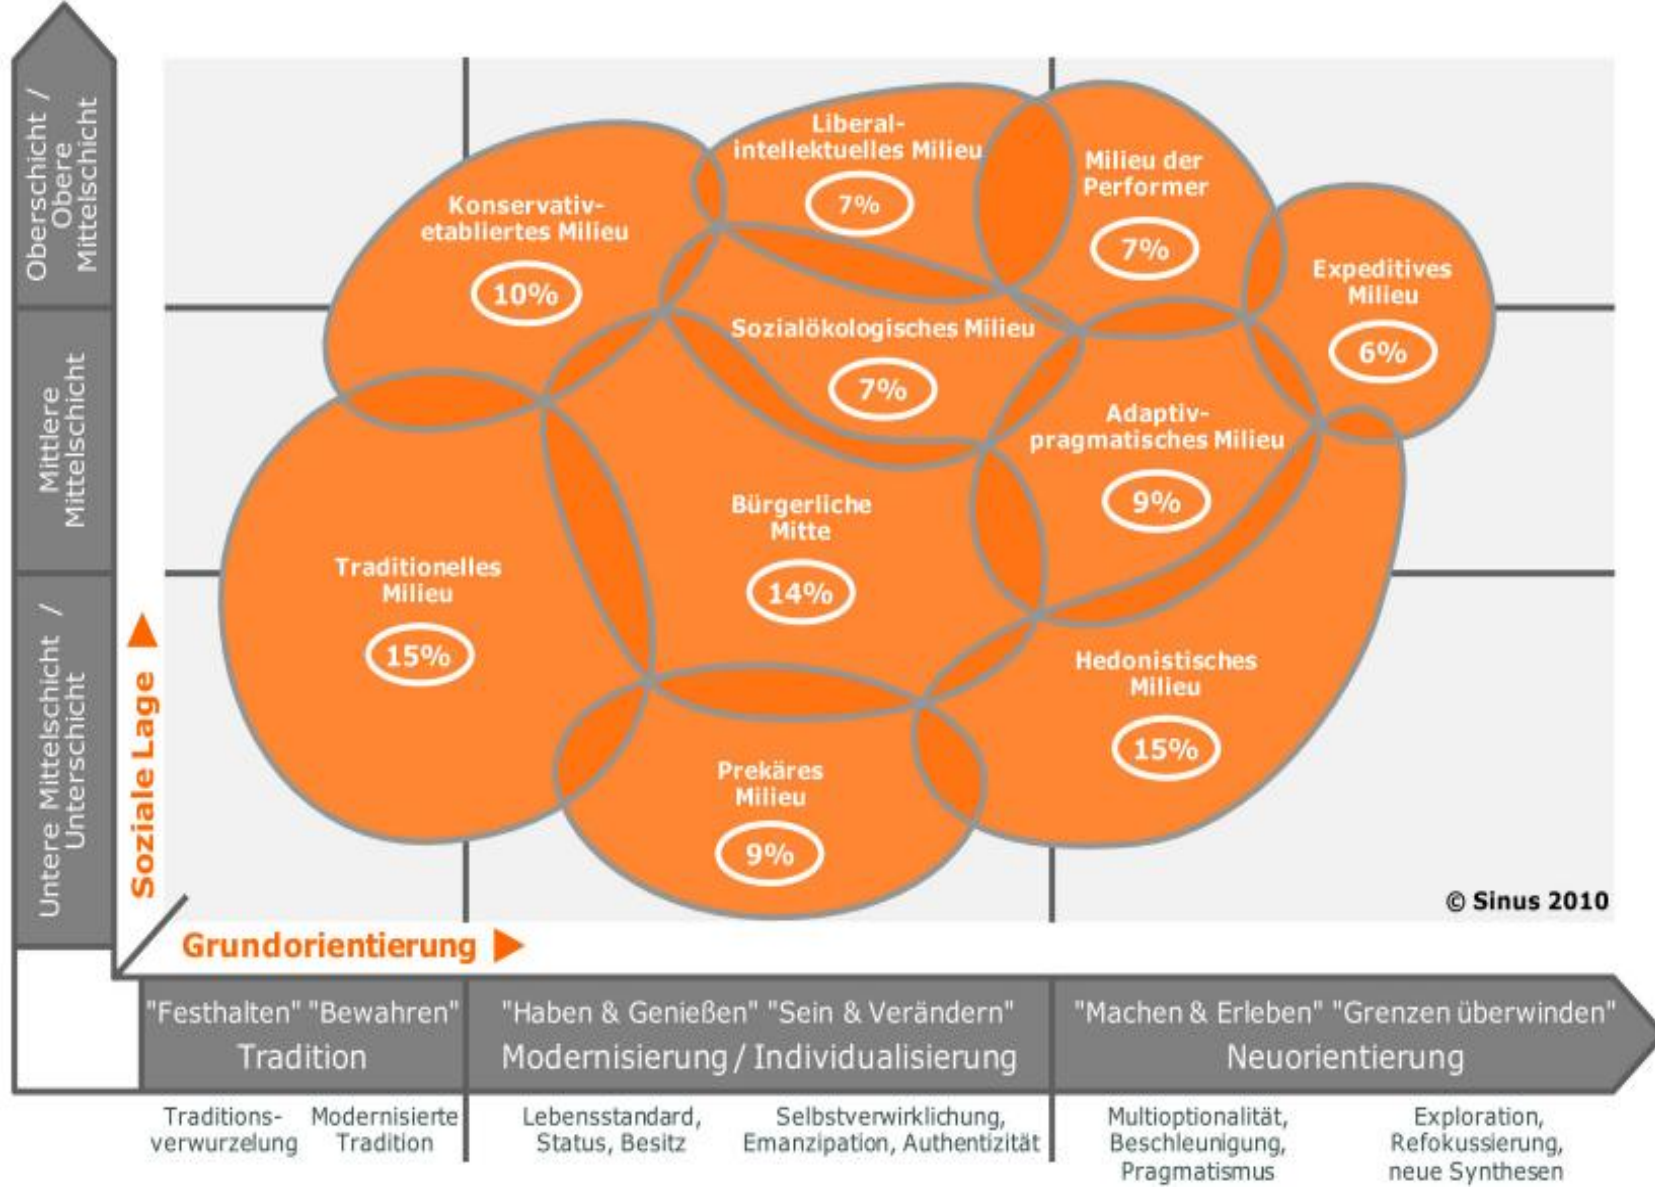 Oberschicht /
Obere
Mittelschicht
Mittlere
Mittelschicht
Untere Mittelschicht /
Unterschicht
Soziale Lage
Liberal-
intellektuelles Milieu
7%
Milieu der
Performer
7%
Konservativ-
etabliertes Milieu
10%
Expeditives
Milieu
6%
Sozialökologisches Milieu
7%
Adaptiv-
pragmatisches Milieu
9%
Bürgerliche
Mitte
14%
Traditionelles
Milieu
15%
Hedonistisches
Milieu
15%
Prekäres
Milieu
9%
© Sinus 2010
Grundorientierung
"Festhalten" "Bewahren"
Tradition
"Haben & Genießen" "Sein & Verändern"
Modernisierung / Individualisierung
"Machen & Erleben" "Grenzen überwinden"
Neuorientierung
Traditions-
verwurzelung
Modernisierte
Tradition
Lebensstandard,
Status, Besitz
Selbstverwirklichung,
Emanzipation, Authentizität
Multioptionalität,
Beschleunigung,
Pragmatismus
Exploration,
Refokussierung,
neue Synthesen